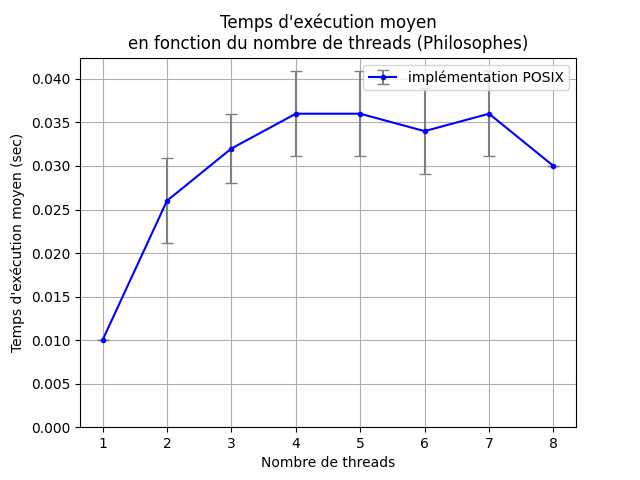 Temps d'exécution moyen
en fonction du nombre de threads (Philosophes)
implémentation POSIX
Temps d'exécution moyen (sec)
0.040
0.035
0.030
0.025
0.020
0.015
0.010
0.005
0.000
1 2 3 4 5 6 7 8
Nombre de threads